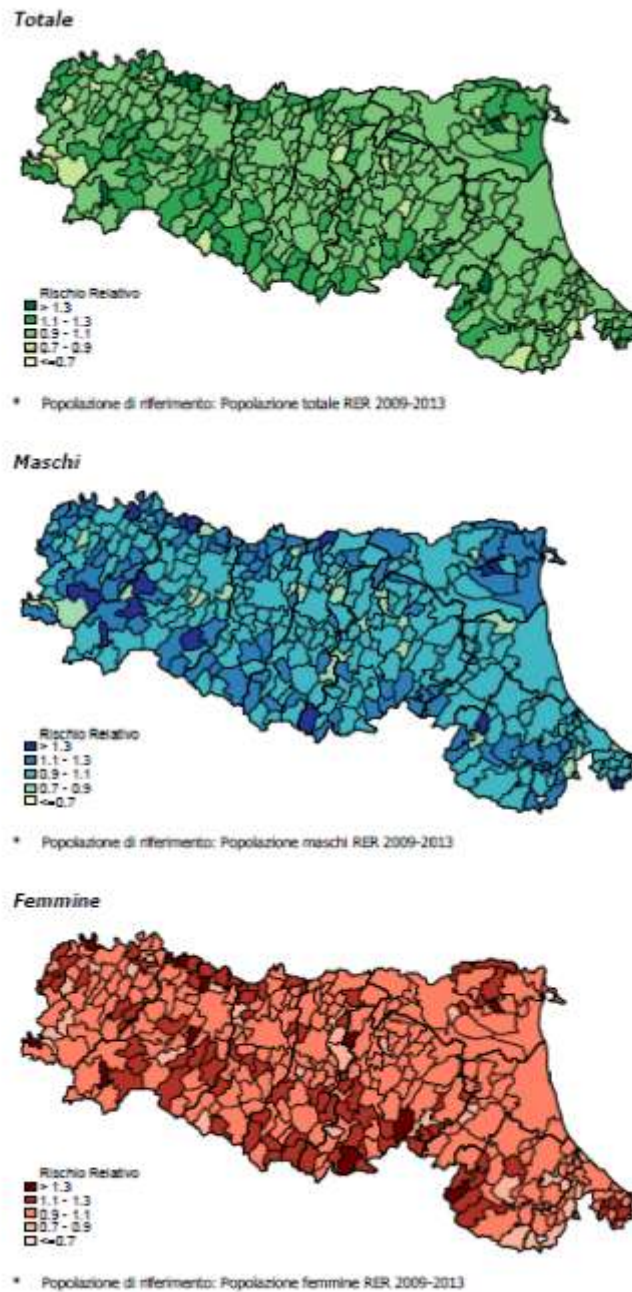 Totale
Rischio Relativo
> 1.3
1.1 - 1.3
0.9 - 1.1
0.7 - 0.9
<=0.7
* Popolazione di riferimento: Popolazione totale RER 2009-2013
Maschi
Rischio Relativo
> 1.3
1.1 - 1.3
0.9 - 1.1
0.7 - 0.9
<=0.7
* Popolazione di riferimento: Popolazione maschi RER 2009-2013
Femmine
Rischio Relativo
> 1.3
1.1 - 1.3
0.9 - 1.1
0.7 - 0.9
<=0.7
* Popolazione di riferimento: Popolazione femmine RER 2009-2013